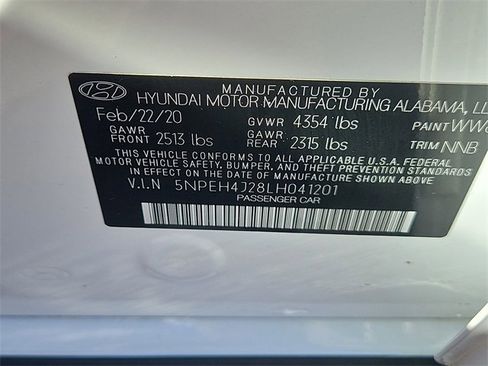 MANUFACTURED BY
HYUNDAI MOTOR MANUFACTURING ALABAMA,
Feb/22/20 GVWR 4354 lbs PAINT
GAWR FRONT 2513 lbs GAWR REAR 2315 lbs TRIM NNB
THIS VEHICLE CONFORMS TO ALL APPLICABLE U.S.A. FEDERAL
MOTOR VEHICLE SAFETY, BUMPER, AND THEFT PREVENTION STANDARDS
IN EFFECT ON THE DATE OF MANUFACTURE SHOWN ABOVE.
V.I.N 5NPEH4J28LH041201
PASSENGER CAR